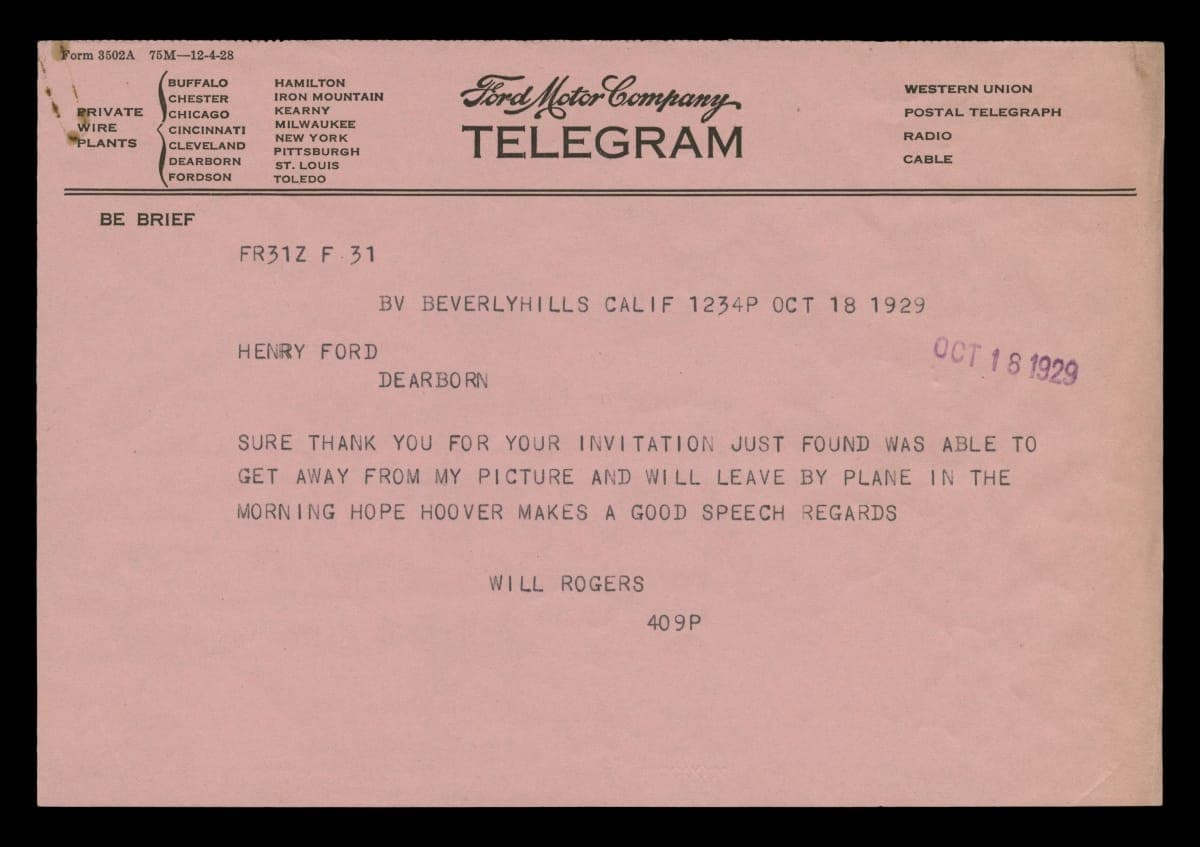 Form 3502A 75M—12-4-28
PRIVATE
WIRE
PLANTS
BUFFALO
CHESTER
CHICAGO
CINCINNATI
CLEVELAND
DEARBORN
FORDSON
HAMILTON
IRON MOUNTAIN
KEARNY
MILWAUKEE
NEW YORK
PITTSBURGH
ST. LOUIS
TOLEDO
Ford Motor Company
TELEGRAM
WESTERN UNION
POSTAL TELEGRAPH
RADIO
CABLE
BE BRIEF
FR31Z F 31
BV BEVERLYHILLS CALIF 1234P OCT 18 1929
HENRY FORD
DEARBORN
OCT 18 1929
SURE THANK YOU FOR YOUR INVITATION JUST FOUND WAS ABLE TO
GET AWAY FROM MY PICTURE AND WILL LEAVE BY PLANE IN THE
MORNING HOPE HOOVER MAKES A GOOD SPEECH REGARDS
WILL ROGERS
409P